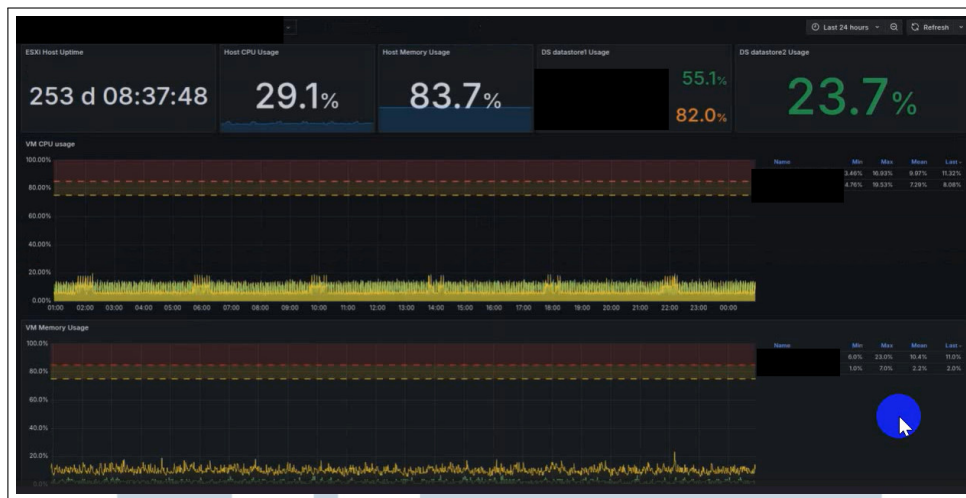 Last 24 hours
Refresh
ESXi Host Uptime
Host CPU Usage
Host Memory Usage
DS datastore1 Usage
DS datastore2 Usage
253 d 08:37:48
29.1%
83.7%
55.1%
82.0%
23.7%
VM CPU usage
100.00%
80.00%
60.00%
40.00%
20.00%
0.00%
01:00 02:00 03:00 04:00 05:00 06:00 07:00 08:00 09:00 10:00 11:00 12:00 13:00 14:00 15:00 16:00 17:00 18:00 19:00 20:00 21:00 22:00 23:00 00:00
Name Min Max Mean Last
3.46% 16.93% 9.97% 11.32%
4.76% 19.53% 7.29% 8.08%
VM Memory Usage
100.0%
80.0%
60.0%
40.0%
20.0%
0.0%
Name Min Max Mean Last
6.0% 23.0% 10.4% 11.0%
1.0% 7.0% 2.2% 2.0%